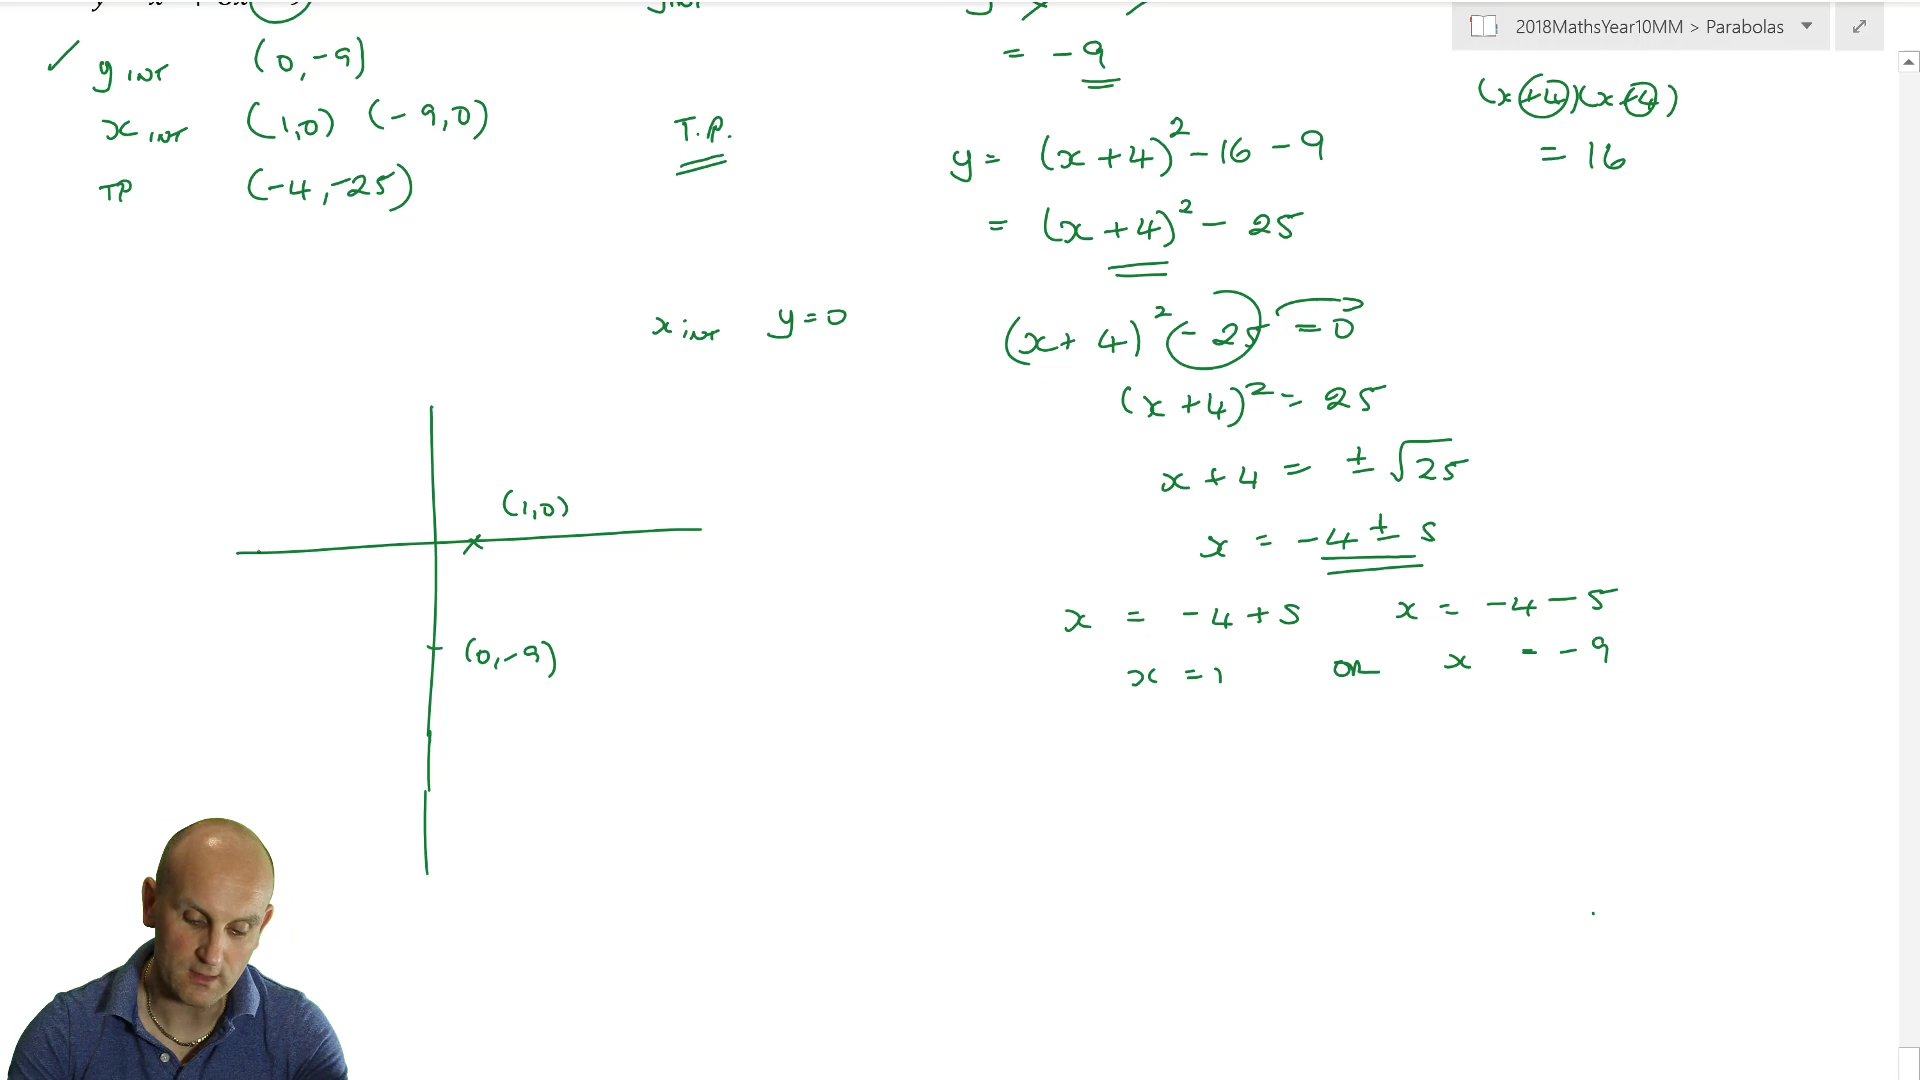 2018MathsYear10MM > Parabolas
y INT (0,-9)
x INT (1,0) (-9,0)
TP (-4,-25)
T.P.
= -9
y = (x+4)² -16 -9
= (x+4)² - 25
(x+4)(x+4)
= 16
x INT y=0
(x+4)² -25 = 0
(x+4)² = 25
x+4 = ± √25
x = -4 ± 5
x = -4+5 x = -4-5
x = 1 OR x = -9
(1,0)
(0,-9)